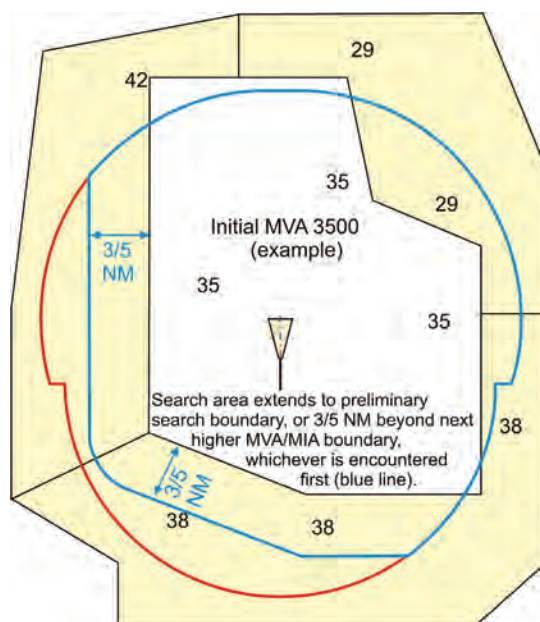 29
42
35
Initial MVA 3500
(example)
29
3/5
NM
35
35
Search area extends to preliminary
search boundary, or 3/5 NM beyond next
higher MVA/MIA boundary,
whichever is encountered
first (blue line).
38
3/5
NM
38
38